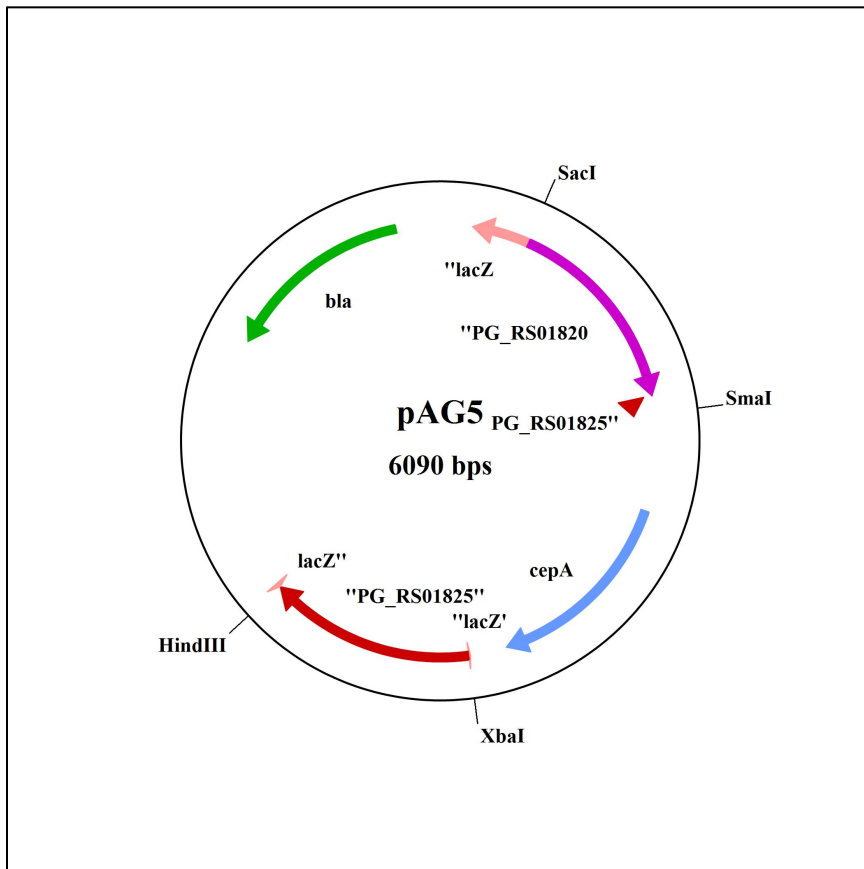 SacI
"lacZ
bla
"PG_RS01820
SmaI
pAG5
PG_RS01825"
6090 bps
lacZ"
cepA
"PG_RS01825"
"lacZ'
HindIII
XbaI